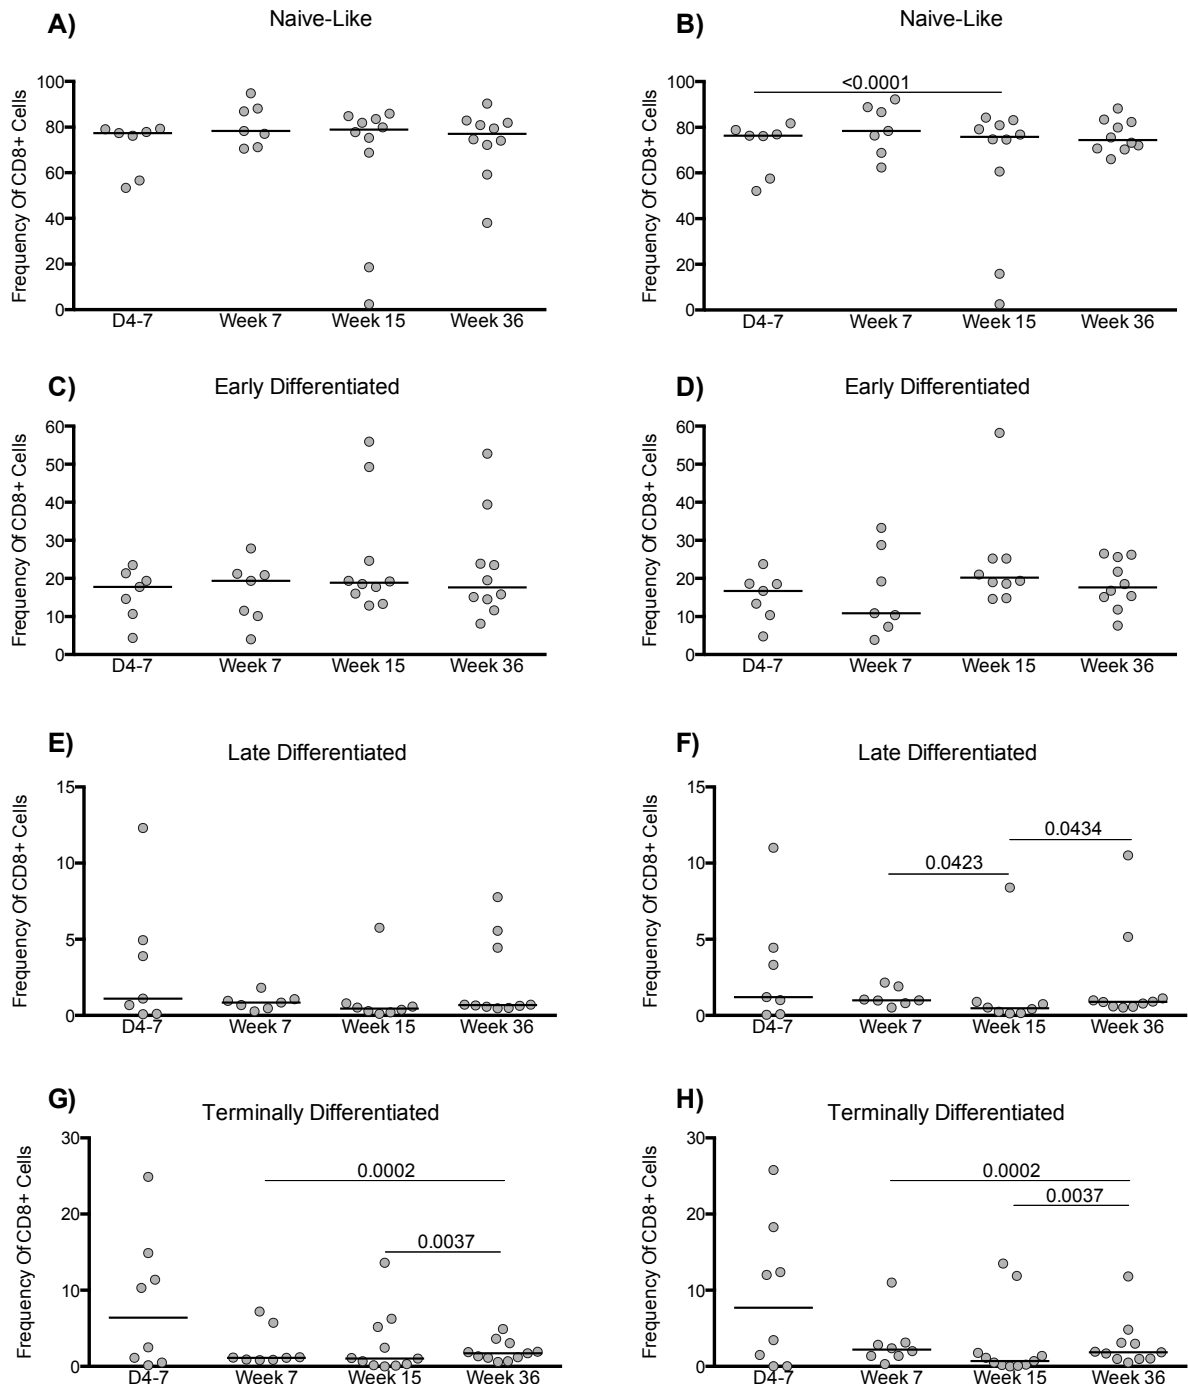 A) Naive-Like
Frequency Of CD8+ Cells
100
80
60
40
20
0
D4-7 Week 7 Week 15 Week 36
B) Naive-Like
Frequency Of CD8+ Cells
100
80
60
40
20
0
<0.0001
D4-7 Week 7 Week 15 Week 36
C) Early Differentiated
Frequency Of CD8+ Cells
60
50
40
30
20
10
0
D4-7 Week 7 Week 15 Week 36
D) Early Differentiated
Frequency Of CD8+ Cells
60
50
40
30
20
10
0
D4-7 Week 7 Week 15 Week 36
E) Late Differentiated
Frequency Of CD8+ Cells
15
10
5
0
D4-7 Week 7 Week 15 Week 36
F) Late Differentiated
Frequency Of CD8+ Cells
15
10
5
0
0.0434
0.0423
D4-7 Week 7 Week 15 Week 36
G) Terminally Differentiated
Frequency Of CD8+ Cells
30
20
10
0
0.0002
0.0037
D4-7 Week 7 Week 15 Week 36
H) Terminally Differentiated
Frequency Of CD8+ Cells
30
20
10
0
0.0002
0.0037
D4-7 Week 7 Week 15 Week 36